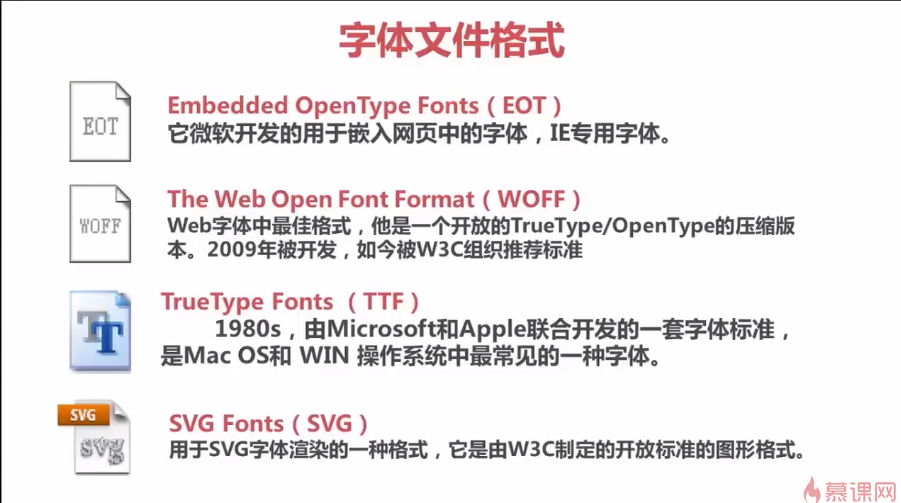 字体文件格式
EOT
Embedded OpenType Fonts（EOT）
它微软开发的用于嵌入网页中的字体，IE专用字体。
WOFF
The Web Open Font Format（WOFF）
Web字体中最佳格式，他是一个开放的TrueType/OpenType的压缩版
本。2009年被开发，如今被W3C组织推荐标准
TT
TrueType Fonts （TTF）
1980s，由Microsoft和Apple联合开发的一套字体标准，
是Mac OS和 WIN 操作系统中最常见的一种字体。
SVG
SVG
SVG Fonts（SVG）
用于SVG字体渲染的一种格式，它是由W3C制定的开放标准的图形格式。
慕课网